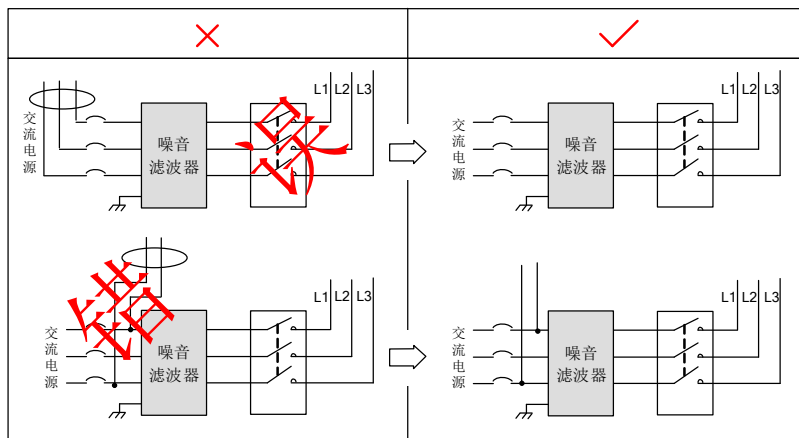 L1 L2 L3
交流电源
噪音
滤波器
误
L1 L2 L3
交流电源
噪音
滤波器
错
L1 L2 L3
交流电源
噪音
滤波器
L1 L2 L3
交流电源
噪音
滤波器